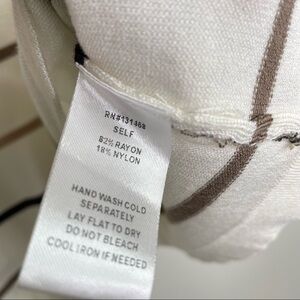 RN#131468
SELF
82% RAYON
18% NYLON
HAND WASH COLD
SEPARATELY
LAY FLAT TO DRY
DO NOT BLEACH
COOL IRON IF NEEDED